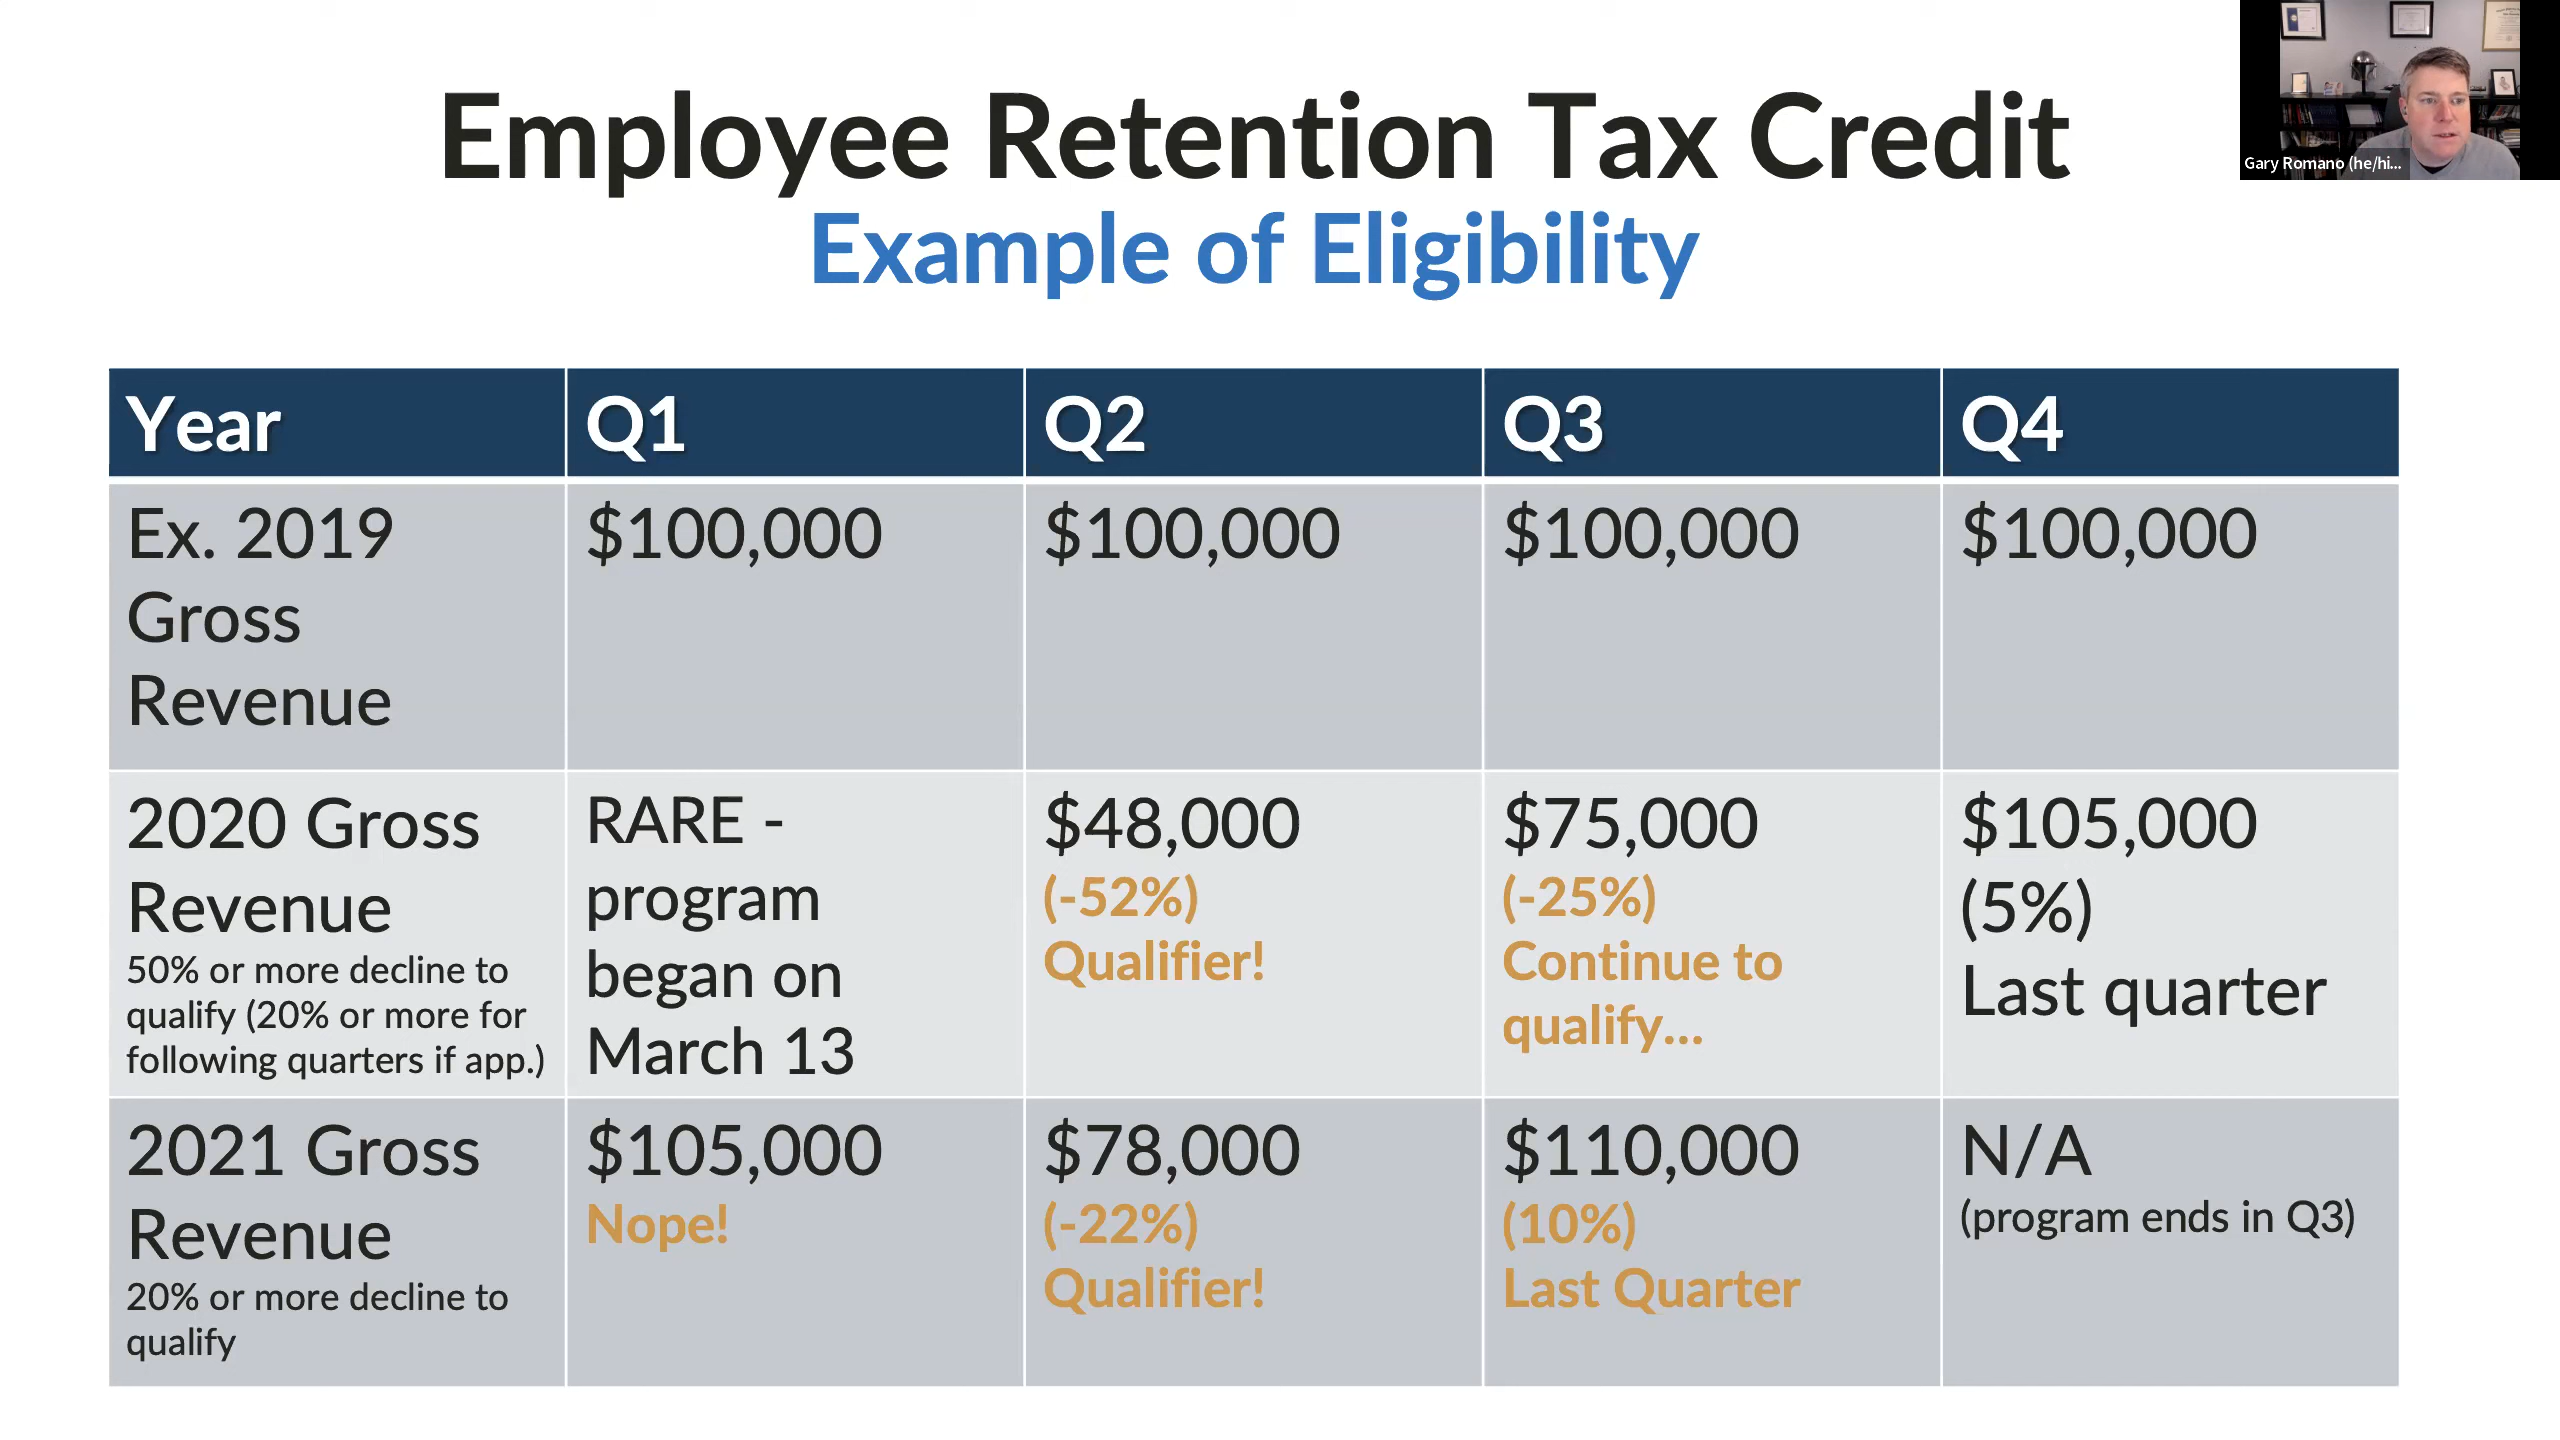 Employee Retention Tax Credit
Example of Eligibility
Gary Romano (he/hi...
Year
Q1
Q2
Q3
Q4
Ex. 2019
Gross
Revenue
$100,000
$100,000
$100,000
$100,000
2020 Gross
Revenue
50% or more decline to
qualify (20% or more for
following quarters if app.)
RARE -
program
began on
March 13
$48,000
(-52%)
Qualifier!
$75,000
(-25%)
Continue to
qualify...
$105,000
(5%)
Last quarter
2021 Gross
Revenue
20% or more decline to
qualify
$105,000
Nope!
$78,000
(-22%)
Qualifier!
$110,000
(10%)
Last Quarter
N/A
(program ends in Q3)